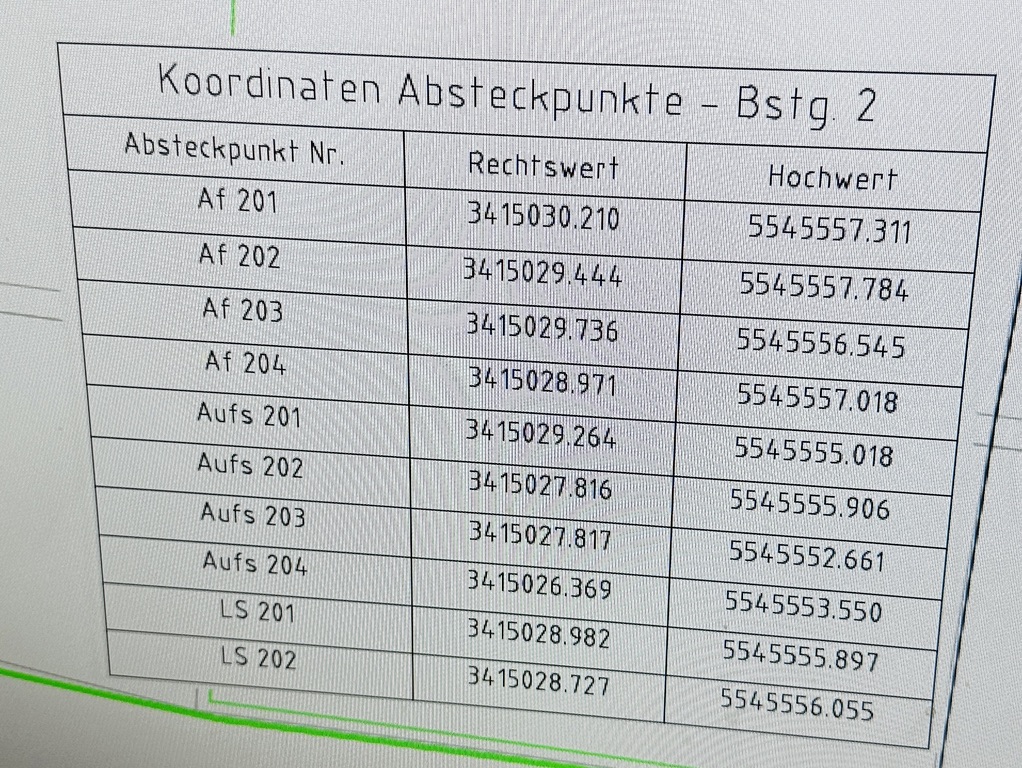 Koordinaten Absteckpunkte - Bstg. 2
Absteckpunkt Nr. Rechtswert Hochwert
Af 201 3415030.210 5545557.311
Af 202 3415029.444 5545557.784
Af 203 3415029.736 5545556.545
Af 204 3415028.971 5545557.018
Aufs 201 3415029.264 5545555.018
Aufs 202 3415027.816 5545555.906
Aufs 203 3415027.817 5545552.661
Aufs 204 3415026.369 5545553.550
LS 201 3415028.982 5545555.897
LS 202 3415028.727 5545556.055